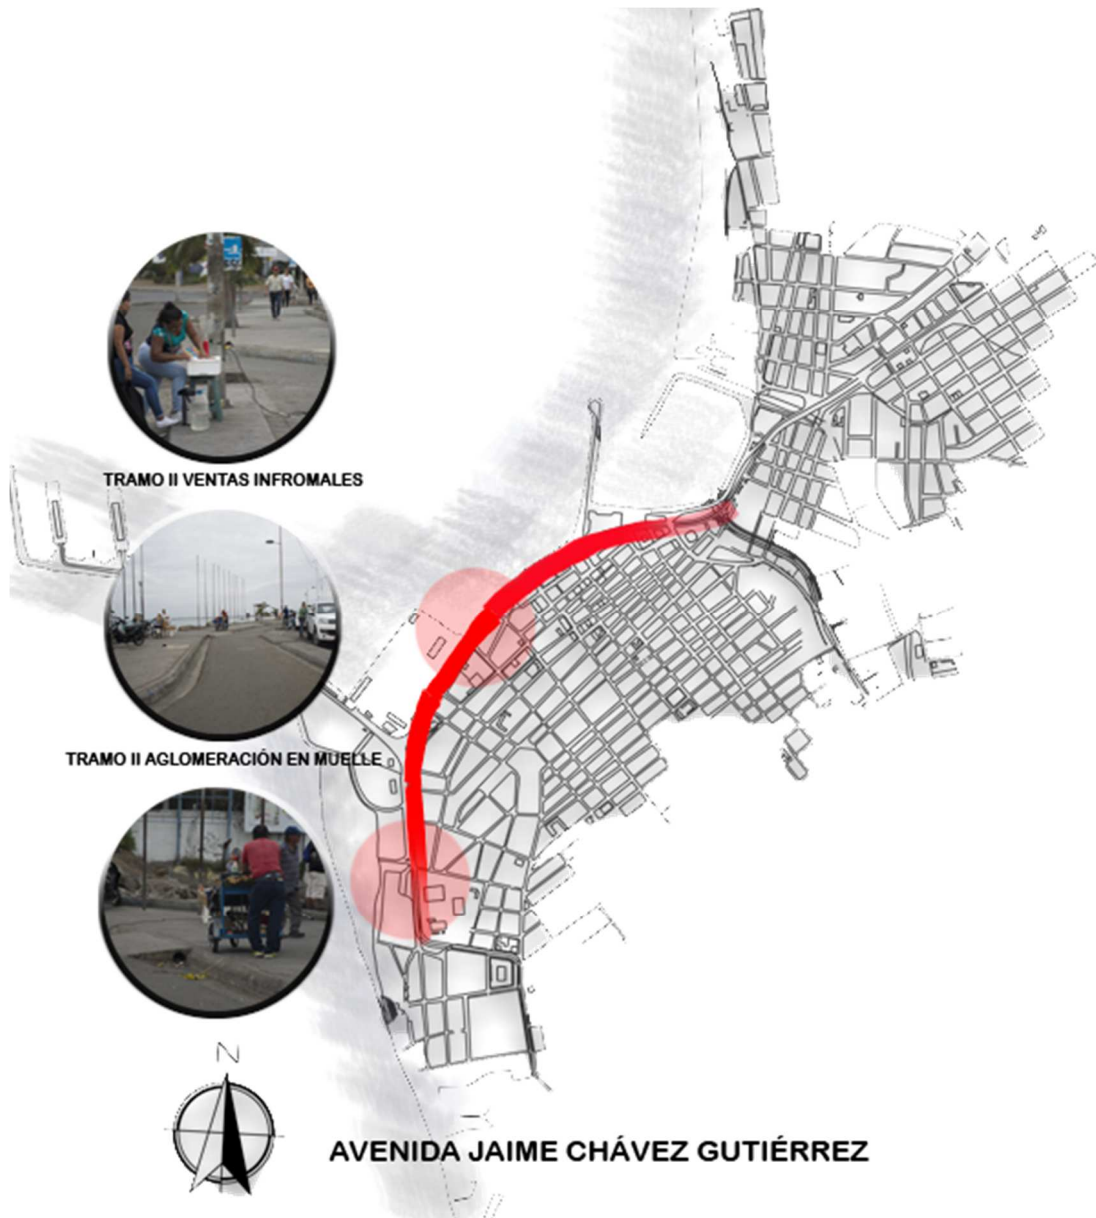 TRAMO II VENTAS INFROMALES
TRAMO II AGLOMERACIÓN EN MUELLE
N
AVENIDA JAIME CHÁVEZ GUTIÉRREZ